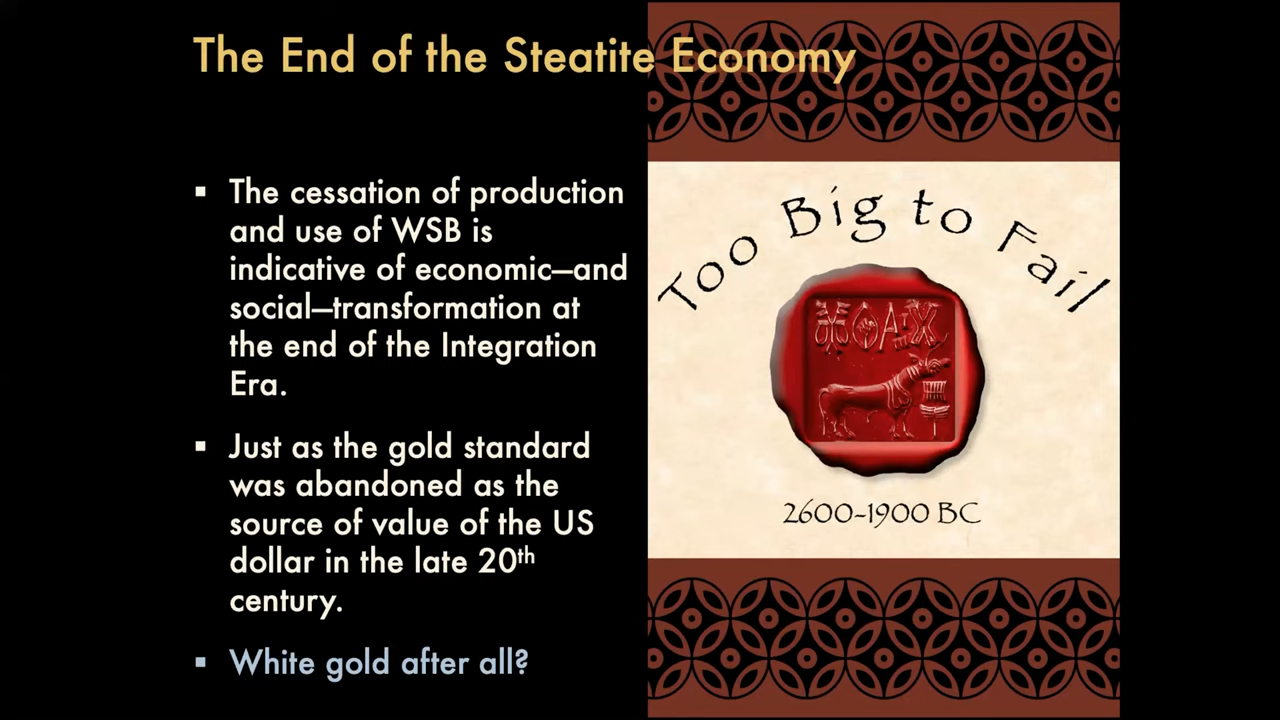 The End of the Steatite Economy
▪ The cessation of production
and use of WSB is
indicative of economic—and
social—transformation at
the end of the Integration
Era.
▪ Just as the gold standard
was abandoned as the
source of value of the US
dollar in the late 20th
century.
▪ White gold after all?
Too Big to Fail
2600-1900 BC